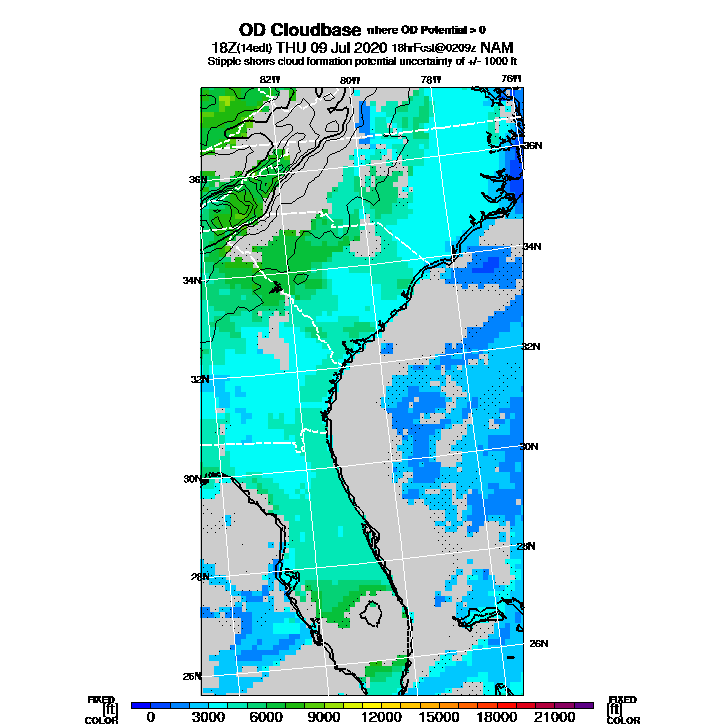 OD Cloudbase where OD Potential > 0
18Z(14edt) THU 09 Jul 2020 18hrFcst@0209z NAM
Stipple shows cloud formation potential uncertainty of +/- 1000 ft
82W 80W 78W 76W
36N 36N
34N 34N
32N 32N
30N 30N
28N 28N
26N 26N
FIXED FIXED
[ft] 0 3000 6000 9000 12000 15000 18000 21000 [ft]
COLOR COLOR